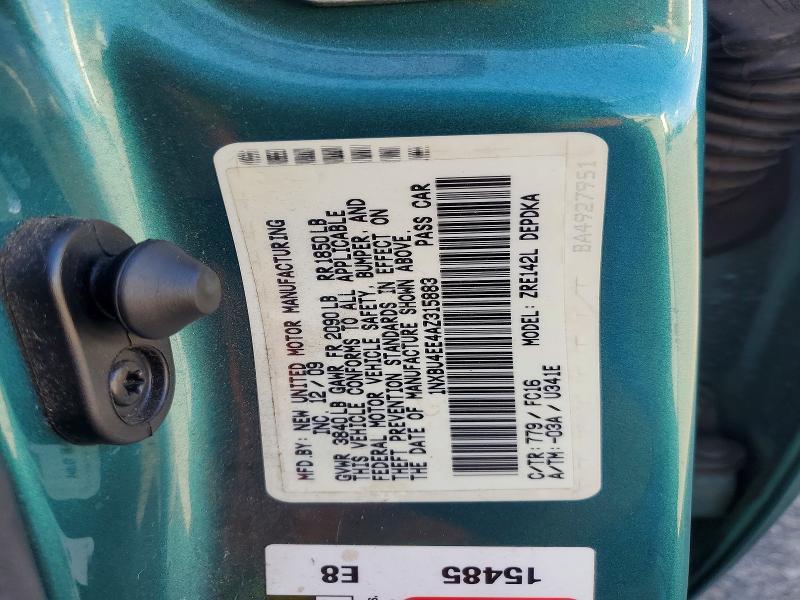 MFD.BY: NEW UNITED MOTOR MANUFACTURING
INC. 12/09
GVWR 3840LB GAWR FR 2090LB RR1850LB
THIS VEHICLE CONFORMS TO ALL APPLICABLE
FEDERAL MOTOR VEHICLE SAFETY, BUMPER, AND
THEFT PREVENTION STANDARDS IN EFFECT ON
THE DATE OF MANUFACTURE SHOWN ABOVE.
1NXBU4EE4AZ315883 PASS CAR
C/TR: 779/FC16 MODEL: ZRE142L DEPDKA
A/TM: -03A/U341E
BA4927951
15485
E8